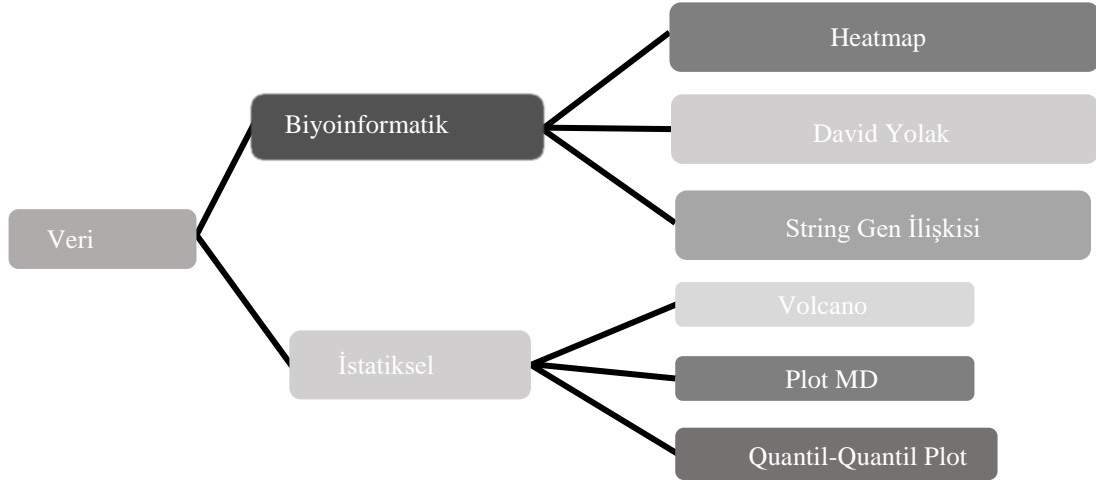 Veri
Biyoinformatik
Heatmap
David Yolak
String Gen İlişkisi
İstatiksel
Volcano
Plot MD
Quantil-Quantil Plot